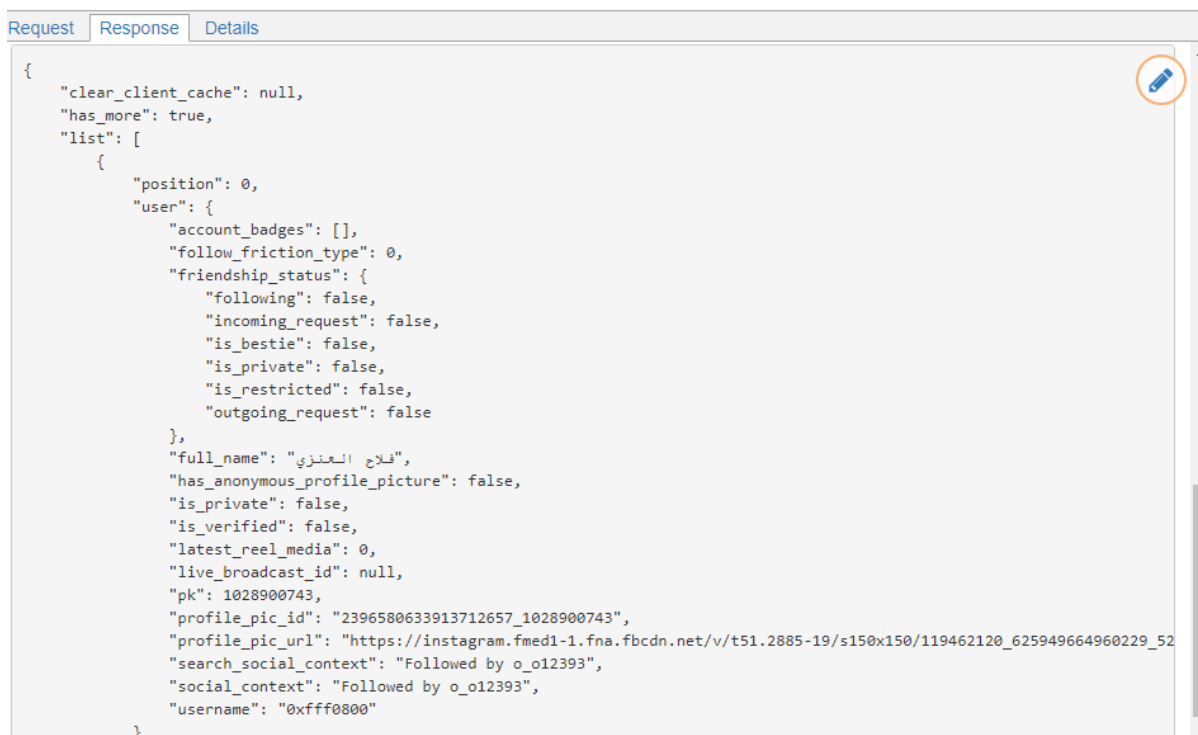 Request Response Details
{
"clear_client_cache": null,
"has_more": true,
"list": [
{
"position": 0,
"user": {
"account_badges": [],
"follow_friction_type": 0,
"friendship_status": {
"following": false,
"incoming_request": false,
"is_bestie": false,
"is_private": false,
"is_restricted": false,
"outgoing_request": false
},
"full_name": "فلاح العنزي",
"has_anonymous_profile_picture": false,
"is_private": false,
"is_verified": false,
"latest_reel_media": 0,
"live_broadcast_id": null,
"pk": 1028900743,
"profile_pic_id": "2396580633913712657_1028900743",
"profile_pic_url": "https://instagram.fmed1-1.fna.fbcdn.net/v/t51.2885-19/s150x150/119462120_625949664960229_52
"search_social_context": "Followed by o_o12393",
"social_context": "Followed by o_o12393",
"username": "0xfff0800"
}